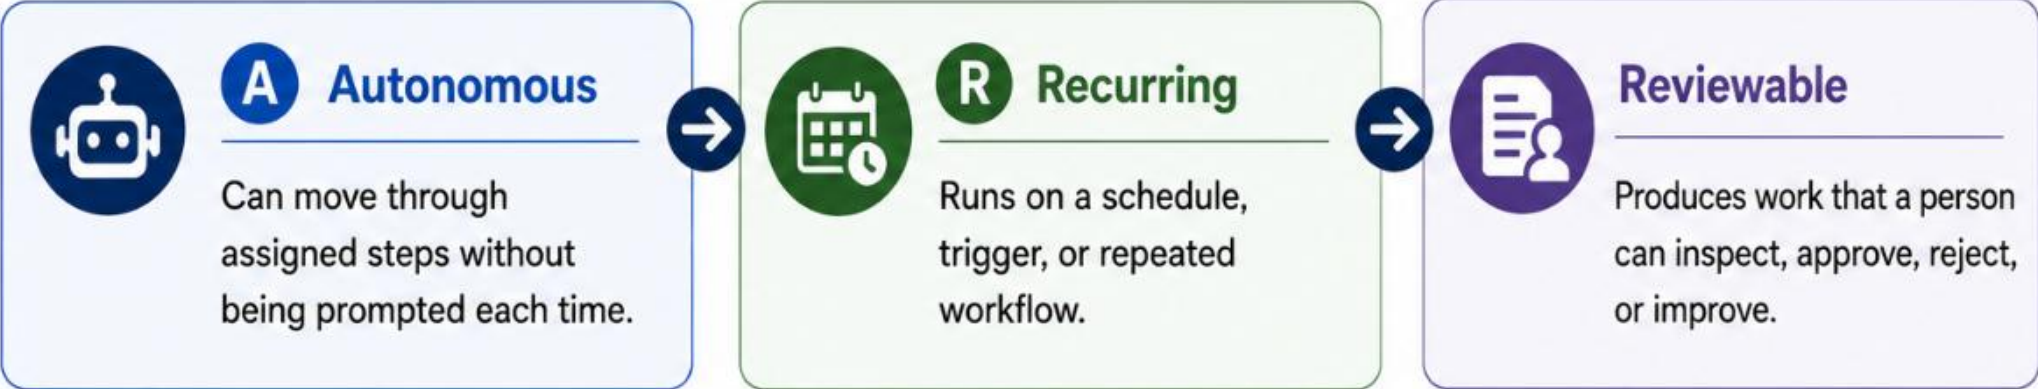 A Autonomous
Can move through
assigned steps without
being prompted each time.
R Recurring
Runs on a schedule,
trigger, or repeated
workflow.
Reviewable
Produces work that a person
can inspect, approve, reject,
or improve.